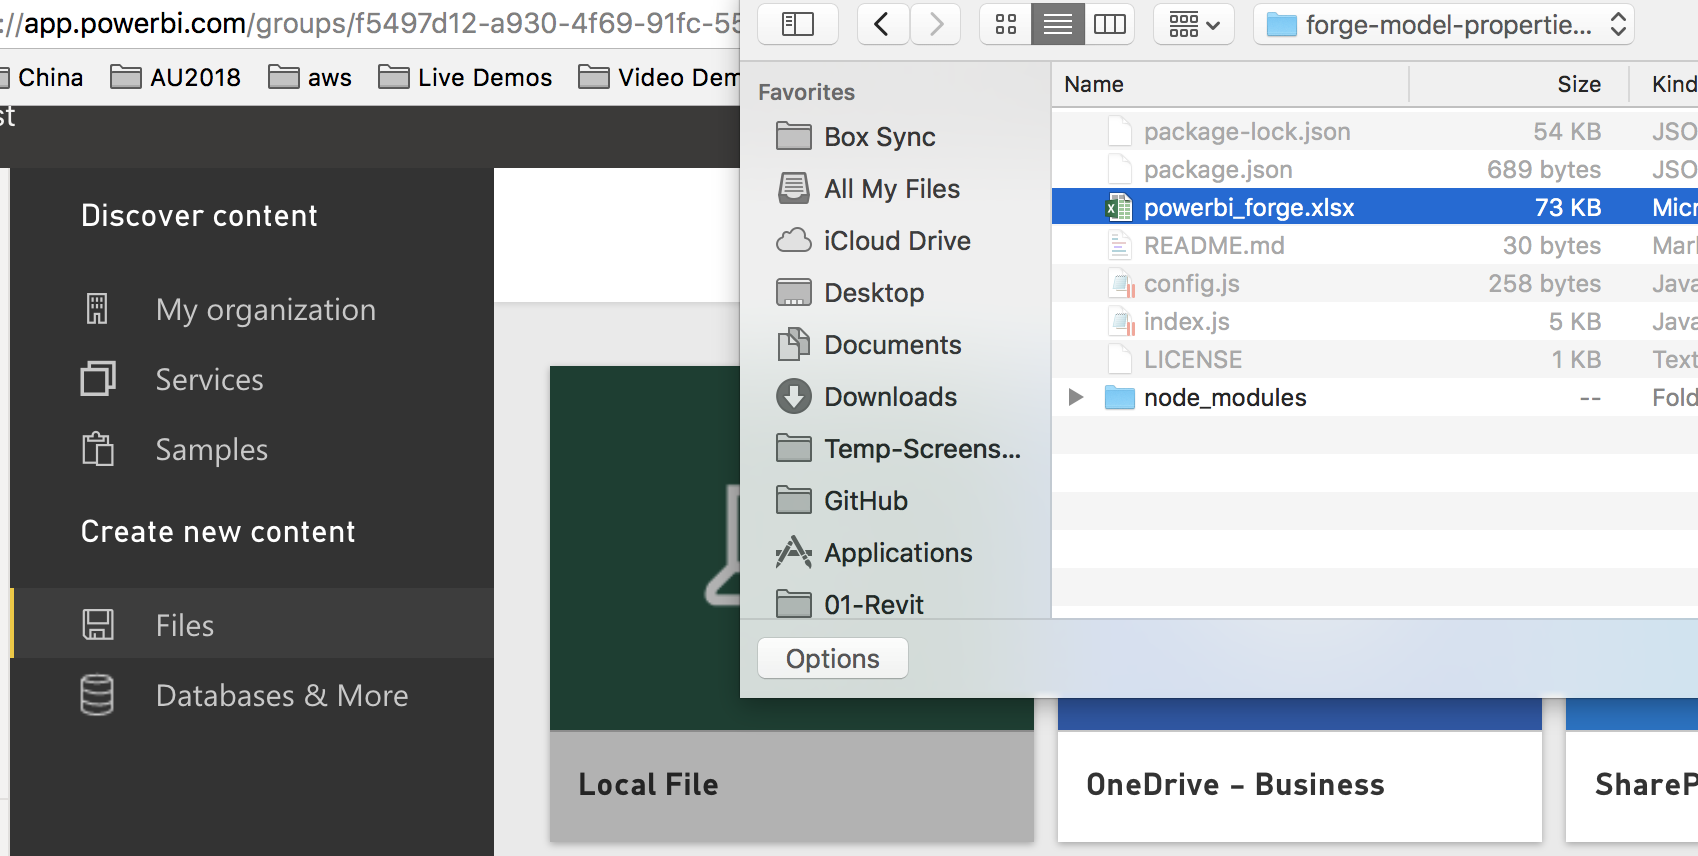 ://app.powerbi.com/groups/f5497d12-a930-4f69-91fc-55
China
AU2018
aws
Live Demos
Video Dem
st
Discover content
My organization
Services
Samples
Create new content
Files
Databases & More
forge-model-propertie...
Favorites
Box Sync
All My Files
iCloud Drive
Desktop
Documents
Downloads
Temp-Screens...
GitHub
Applications
01-Revit
Name Size Kind
package-lock.json 54 KB JSO
package.json 689 bytes JSO
powerbi_forge.xlsx 73 KB Micr
README.md 30 bytes Mark
config.js 258 bytes Java
index.js 5 KB Java
LICENSE 1 KB Text
node_modules -- Fold
Options
Local File
OneDrive – Business
ShareP